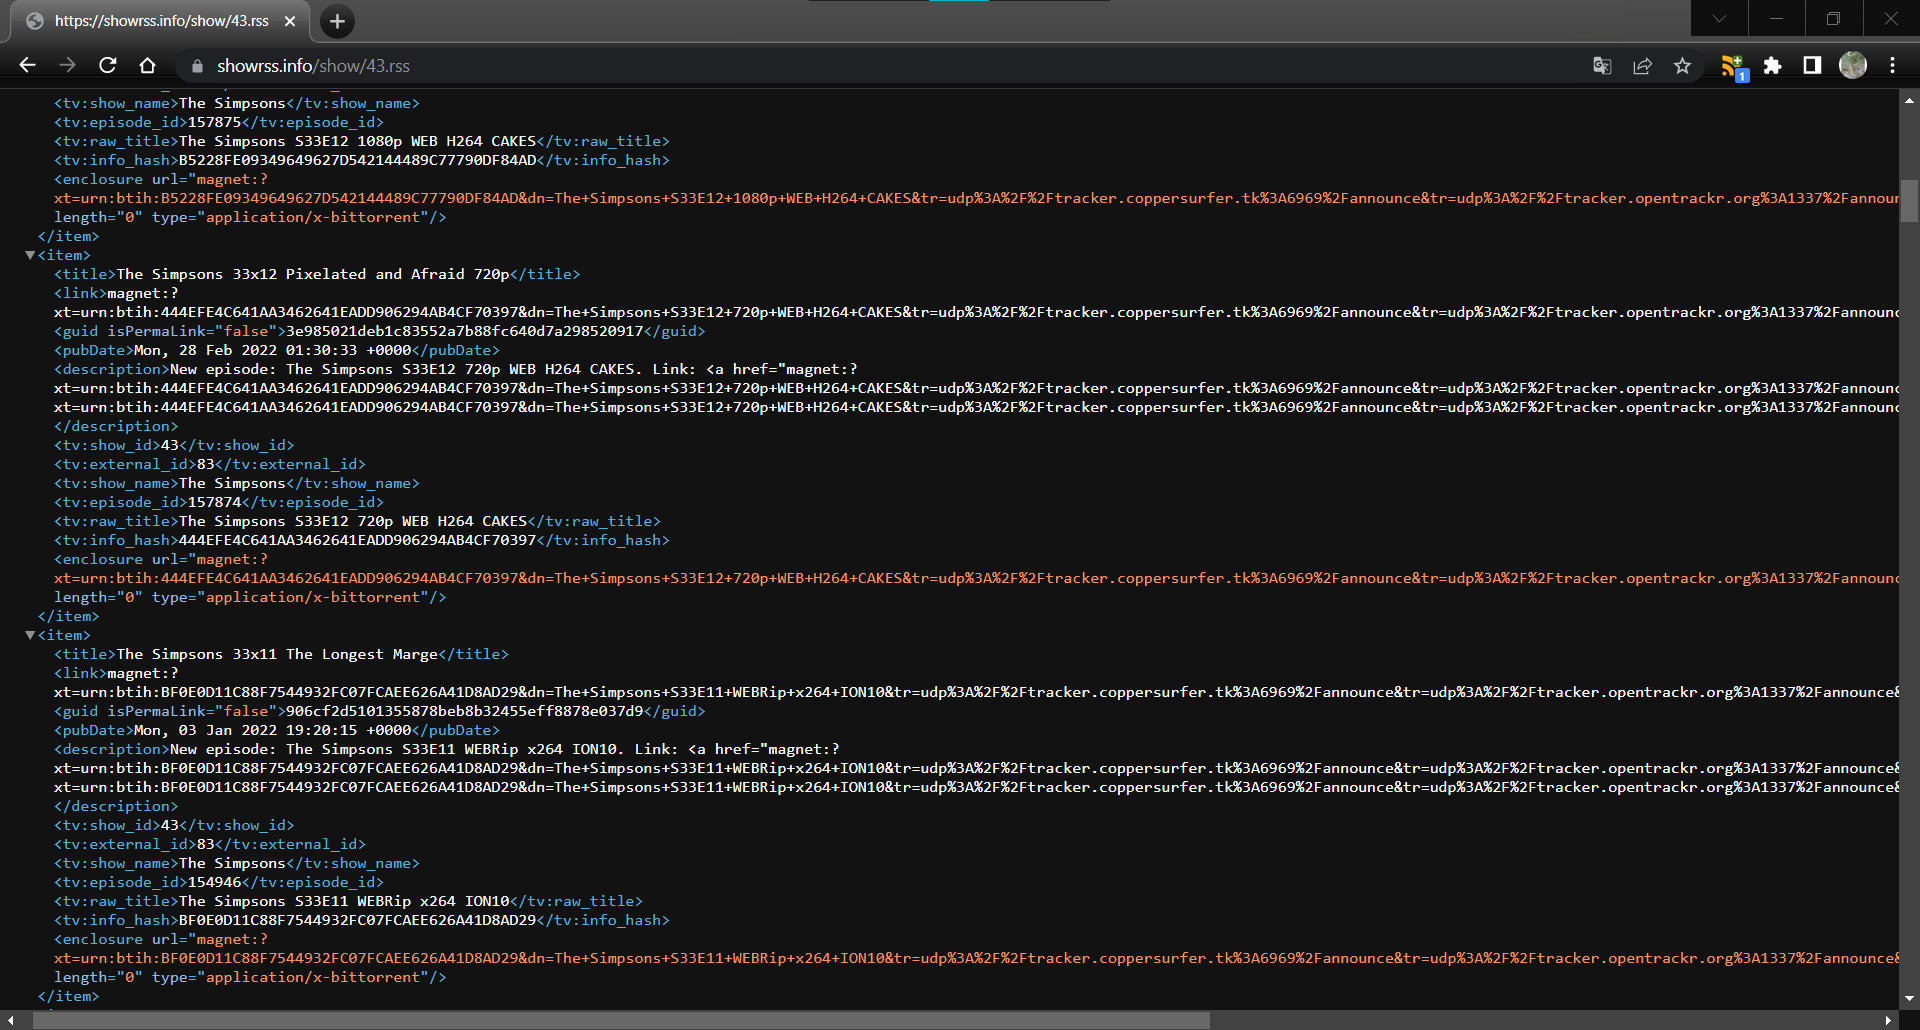 https://showrss.info/show/43.rss
showrss.info/show/43.rss
1
<tv:show_name>The Simpsons</tv:show_name>
<tv:episode_id>157875</tv:episode_id>
<tv:raw_title>The Simpsons S33E12 1080p WEB H264 CAKES</tv:raw_title>
<tv:info_hash>B5228FE09349649627D542144489C77790DF84AD</tv:info_hash>
<enclosure url="magnet:?
xt=urn:btih:B5228FE09349649627D542144489C77790DF84AD&dn=The+Simpsons+S33E12+1080p+WEB+H264+CAKES&tr=udp%3A%2F%2Ftracker.coppersurfer.tk%3A6969%2Fannounce&tr=udp%3A%2F%2Ftracker.opentrackr.org%3A1337%2Fannour
length="0" type="application/x-bittorrent"/>
</item>
▼<item>
<title>The Simpsons 33x12 Pixelated and Afraid 720p</title>
<link>magnet:?
xt=urn:btih:444EFE4C641AA3462641EADD906294AB4CF70397&dn=The+Simpsons+S33E12+720p+WEB+H264+CAKES&tr=udp%3A%2F%2Ftracker.coppersurfer.tk%3A6969%2Fannounce&tr=udp%3A%2F%2Ftracker.opentrackr.org%3A1337%2Fannounc
<guid isPermaLink="false">3e985021deb1c83552a7b88fc640d7a298520917</guid>
<pubDate>Mon, 28 Feb 2022 01:30:33 +0000</pubDate>
<description>New episode: The Simpsons S33E12 720p WEB H264 CAKES. Link: <a href="magnet:?
xt=urn:btih:444EFE4C641AA3462641EADD906294AB4CF70397&dn=The+Simpsons+S33E12+720p+WEB+H264+CAKES&tr=udp%3A%2F%2Ftracker.coppersurfer.tk%3A6969%2Fannounce&tr=udp%3A%2F%2Ftracker.opentrackr.org%3A1337%2Fannounc
xt=urn:btih:444EFE4C641AA3462641EADD906294AB4CF70397&dn=The+Simpsons+S33E12+720p+WEB+H264+CAKES&tr=udp%3A%2F%2Ftracker.coppersurfer.tk%3A6969%2Fannounce&tr=udp%3A%2F%2Ftracker.opentrackr.org%3A1337%2Fannounc
</description>
<tv:show_id>43</tv:show_id>
<tv:external_id>83</tv:external_id>
<tv:show_name>The Simpsons</tv:show_name>
<tv:episode_id>157874</tv:episode_id>
<tv:raw_title>The Simpsons S33E12 720p WEB H264 CAKES</tv:raw_title>
<tv:info_hash>444EFE4C641AA3462641EADD906294AB4CF70397</tv:info_hash>
<enclosure url="magnet:?
xt=urn:btih:444EFE4C641AA3462641EADD906294AB4CF70397&dn=The+Simpsons+S33E12+720p+WEB+H264+CAKES&tr=udp%3A%2F%2Ftracker.coppersurfer.tk%3A6969%2Fannounce&tr=udp%3A%2F%2Ftracker.opentrackr.org%3A1337%2Fannounc
length="0" type="application/x-bittorrent"/>
</item>
▼<item>
<title>The Simpsons 33x11 The Longest Marge</title>
<link>magnet:?
xt=urn:btih:BF0E0D11C88F7544932FC07FCAEE626A41D8AD29&dn=The+Simpsons+S33E11+WEBRip+x264+ION10&tr=udp%3A%2F%2Ftracker.coppersurfer.tk%3A6969%2Fannounce&tr=udp%3A%2F%2Ftracker.opentrackr.org%3A1337%2Fannounce&
<guid isPermaLink="false">906cf2d5101355878beb8b32455eff8878e037d9</guid>
<pubDate>Mon, 03 Jan 2022 19:20:15 +0000</pubDate>
<description>New episode: The Simpsons S33E11 WEBRip x264 ION10. Link: <a href="magnet:?
xt=urn:btih:BF0E0D11C88F7544932FC07FCAEE626A41D8AD29&dn=The+Simpsons+S33E11+WEBRip+x264+ION10&tr=udp%3A%2F%2Ftracker.coppersurfer.tk%3A6969%2Fannounce&tr=udp%3A%2F%2Ftracker.opentrackr.org%3A1337%2Fannounce&
xt=urn:btih:BF0E0D11C88F7544932FC07FCAEE626A41D8AD29&dn=The+Simpsons+S33E11+WEBRip+x264+ION10&tr=udp%3A%2F%2Ftracker.coppersurfer.tk%3A6969%2Fannounce&tr=udp%3A%2F%2Ftracker.opentrackr.org%3A1337%2Fannounce&
</description>
<tv:show_id>43</tv:show_id>
<tv:external_id>83</tv:external_id>
<tv:show_name>The Simpsons</tv:show_name>
<tv:episode_id>154946</tv:episode_id>
<tv:raw_title>The Simpsons S33E11 WEBRip x264 ION10</tv:raw_title>
<tv:info_hash>BF0E0D11C88F7544932FC07FCAEE626A41D8AD29</tv:info_hash>
<enclosure url="magnet:?
xt=urn:btih:BF0E0D11C88F7544932FC07FCAEE626A41D8AD29&dn=The+Simpsons+S33E11+WEBRip+x264+ION10&tr=udp%3A%2F%2Ftracker.coppersurfer.tk%3A6969%2Fannounce&tr=udp%3A%2F%2Ftracker.opentrackr.org%3A1337%2Fannounce&
length="0" type="application/x-bittorrent"/>
</item>